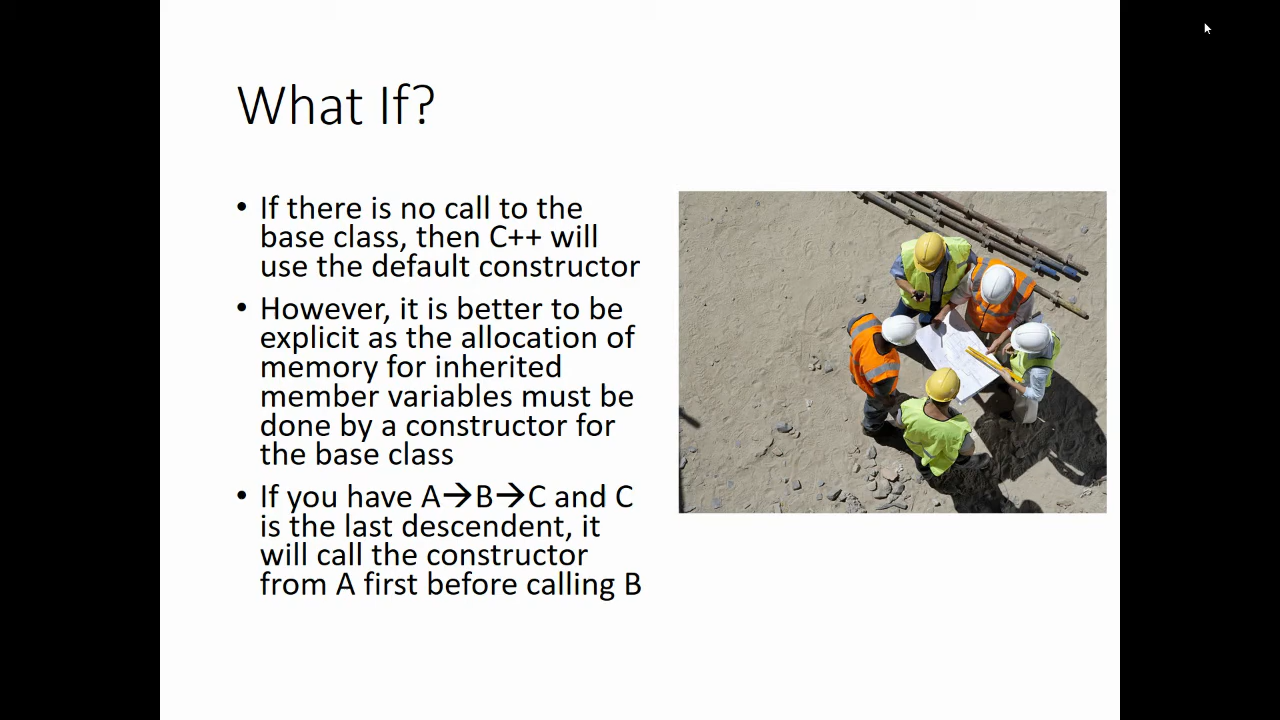 What If?
• If there is no call to the
base class, then C++ will
use the default constructor
• However, it is better to be
explicit as the allocation of
memory for inherited
member variables must be
done by a constructor for
the base class
• If you have A→B→C and C
is the last descendent, it
will call the constructor
from A first before calling B